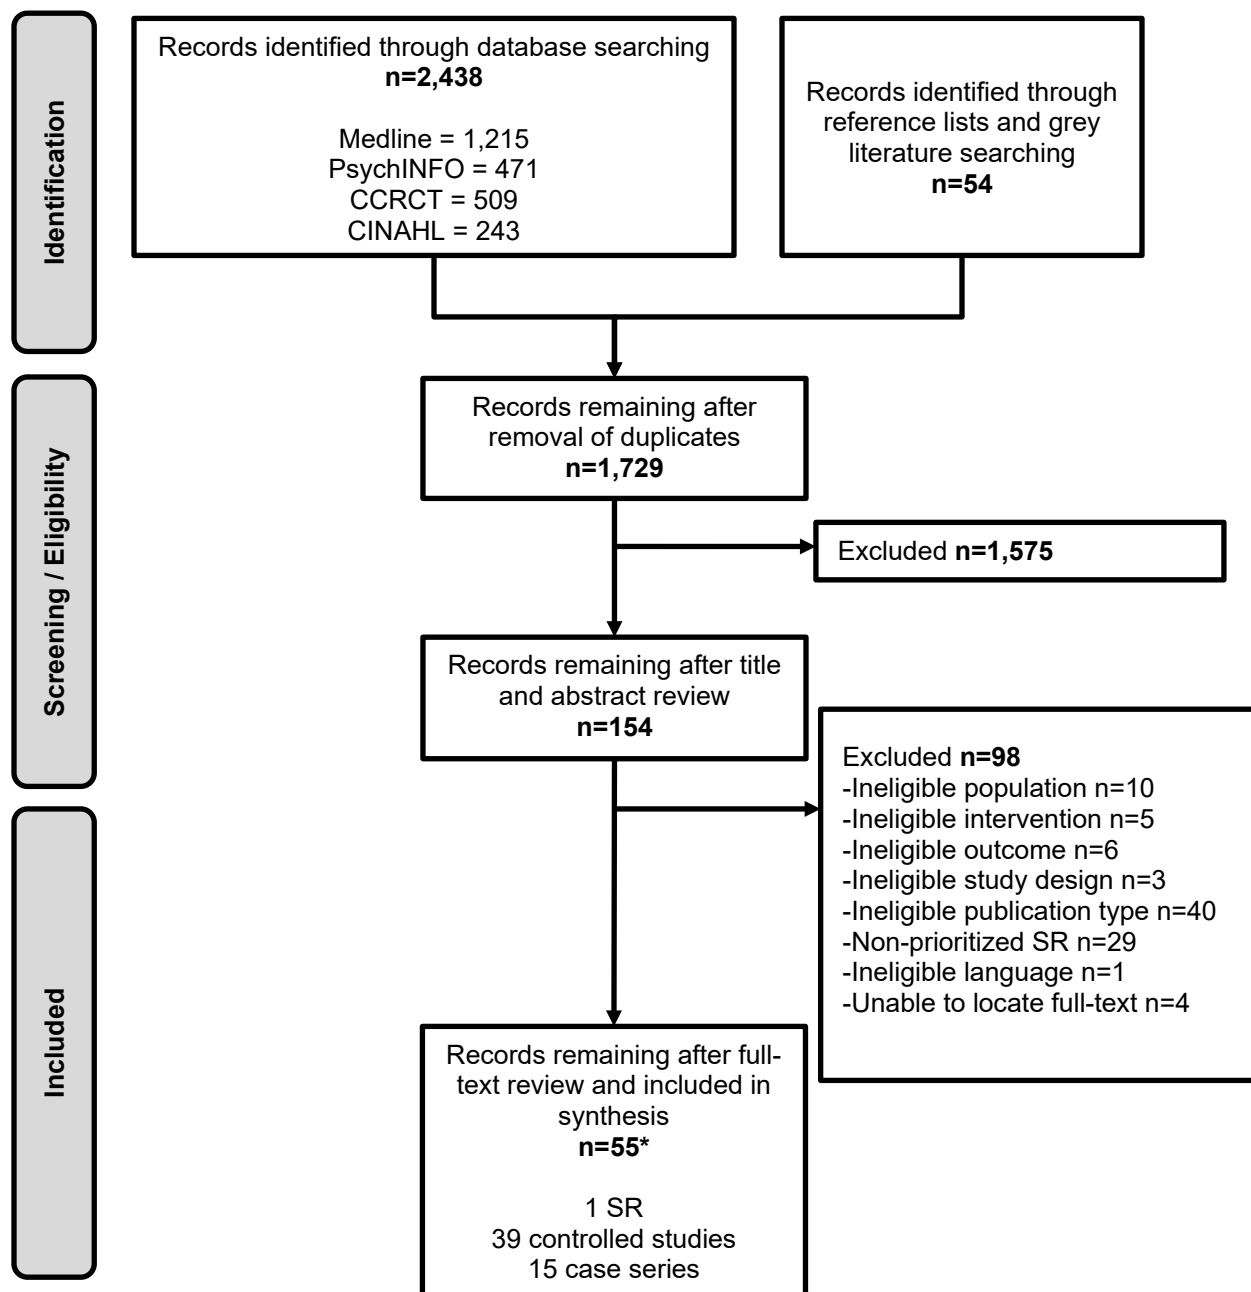 Identification
Records identified through database searching
n=2,438
Medline = 1,215
PsychINFO = 471
CCRCT = 509
CINAHL = 243
Records identified through
reference lists and grey
literature searching
n=54
Screening / Eligibility
Records remaining after
removal of duplicates
n=1,729
Excluded n=1,575
Records remaining after title
and abstract review
n=154
Excluded n=98
-Ineligible population n=10
-Ineligible intervention n=5
-Ineligible outcome n=6
-Ineligible study design n=3
-Ineligible publication type n=40
-Non-prioritized SR n=29
-Ineligible language n=1
-Unable to locate full-text n=4
Included
Records remaining after full-
text review and included in
synthesis
n=55*
1 SR
39 controlled studies
15 case series